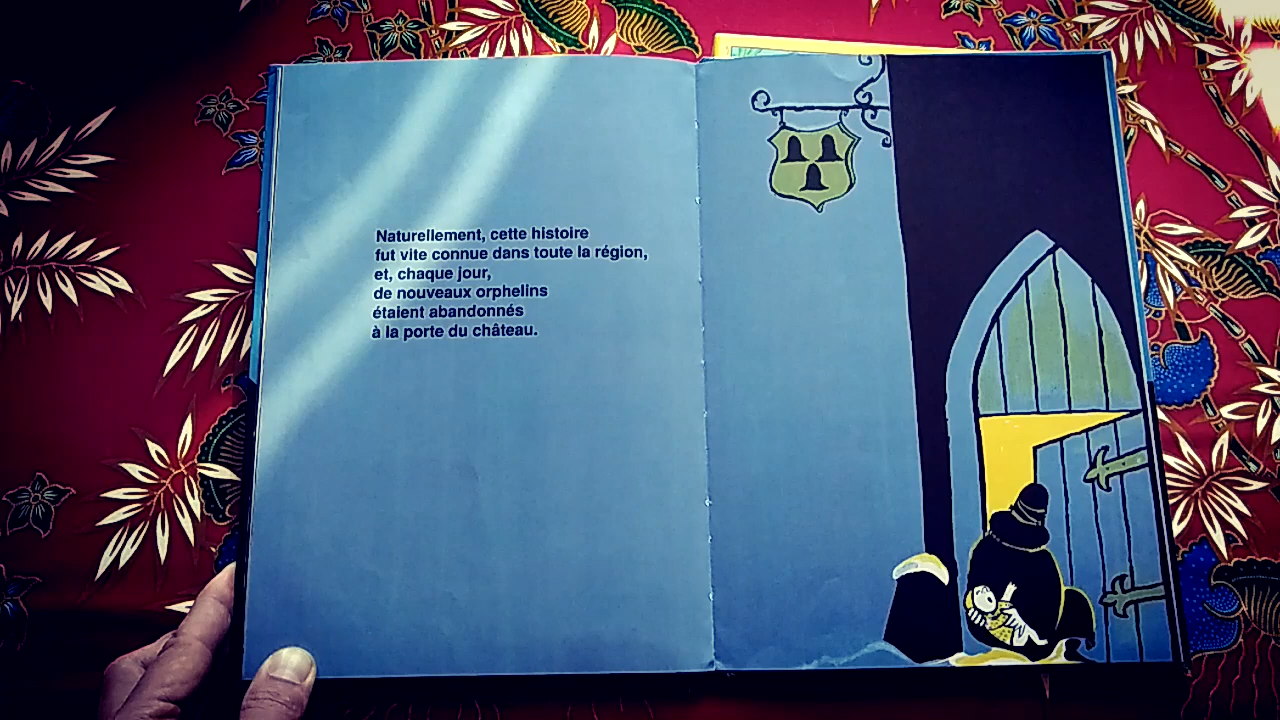 Naturellement, cette histoire
fut vite connue dans toute la région,
et, chaque jour,
de nouveaux orphelins
étaient abandonnés
à la porte du château.